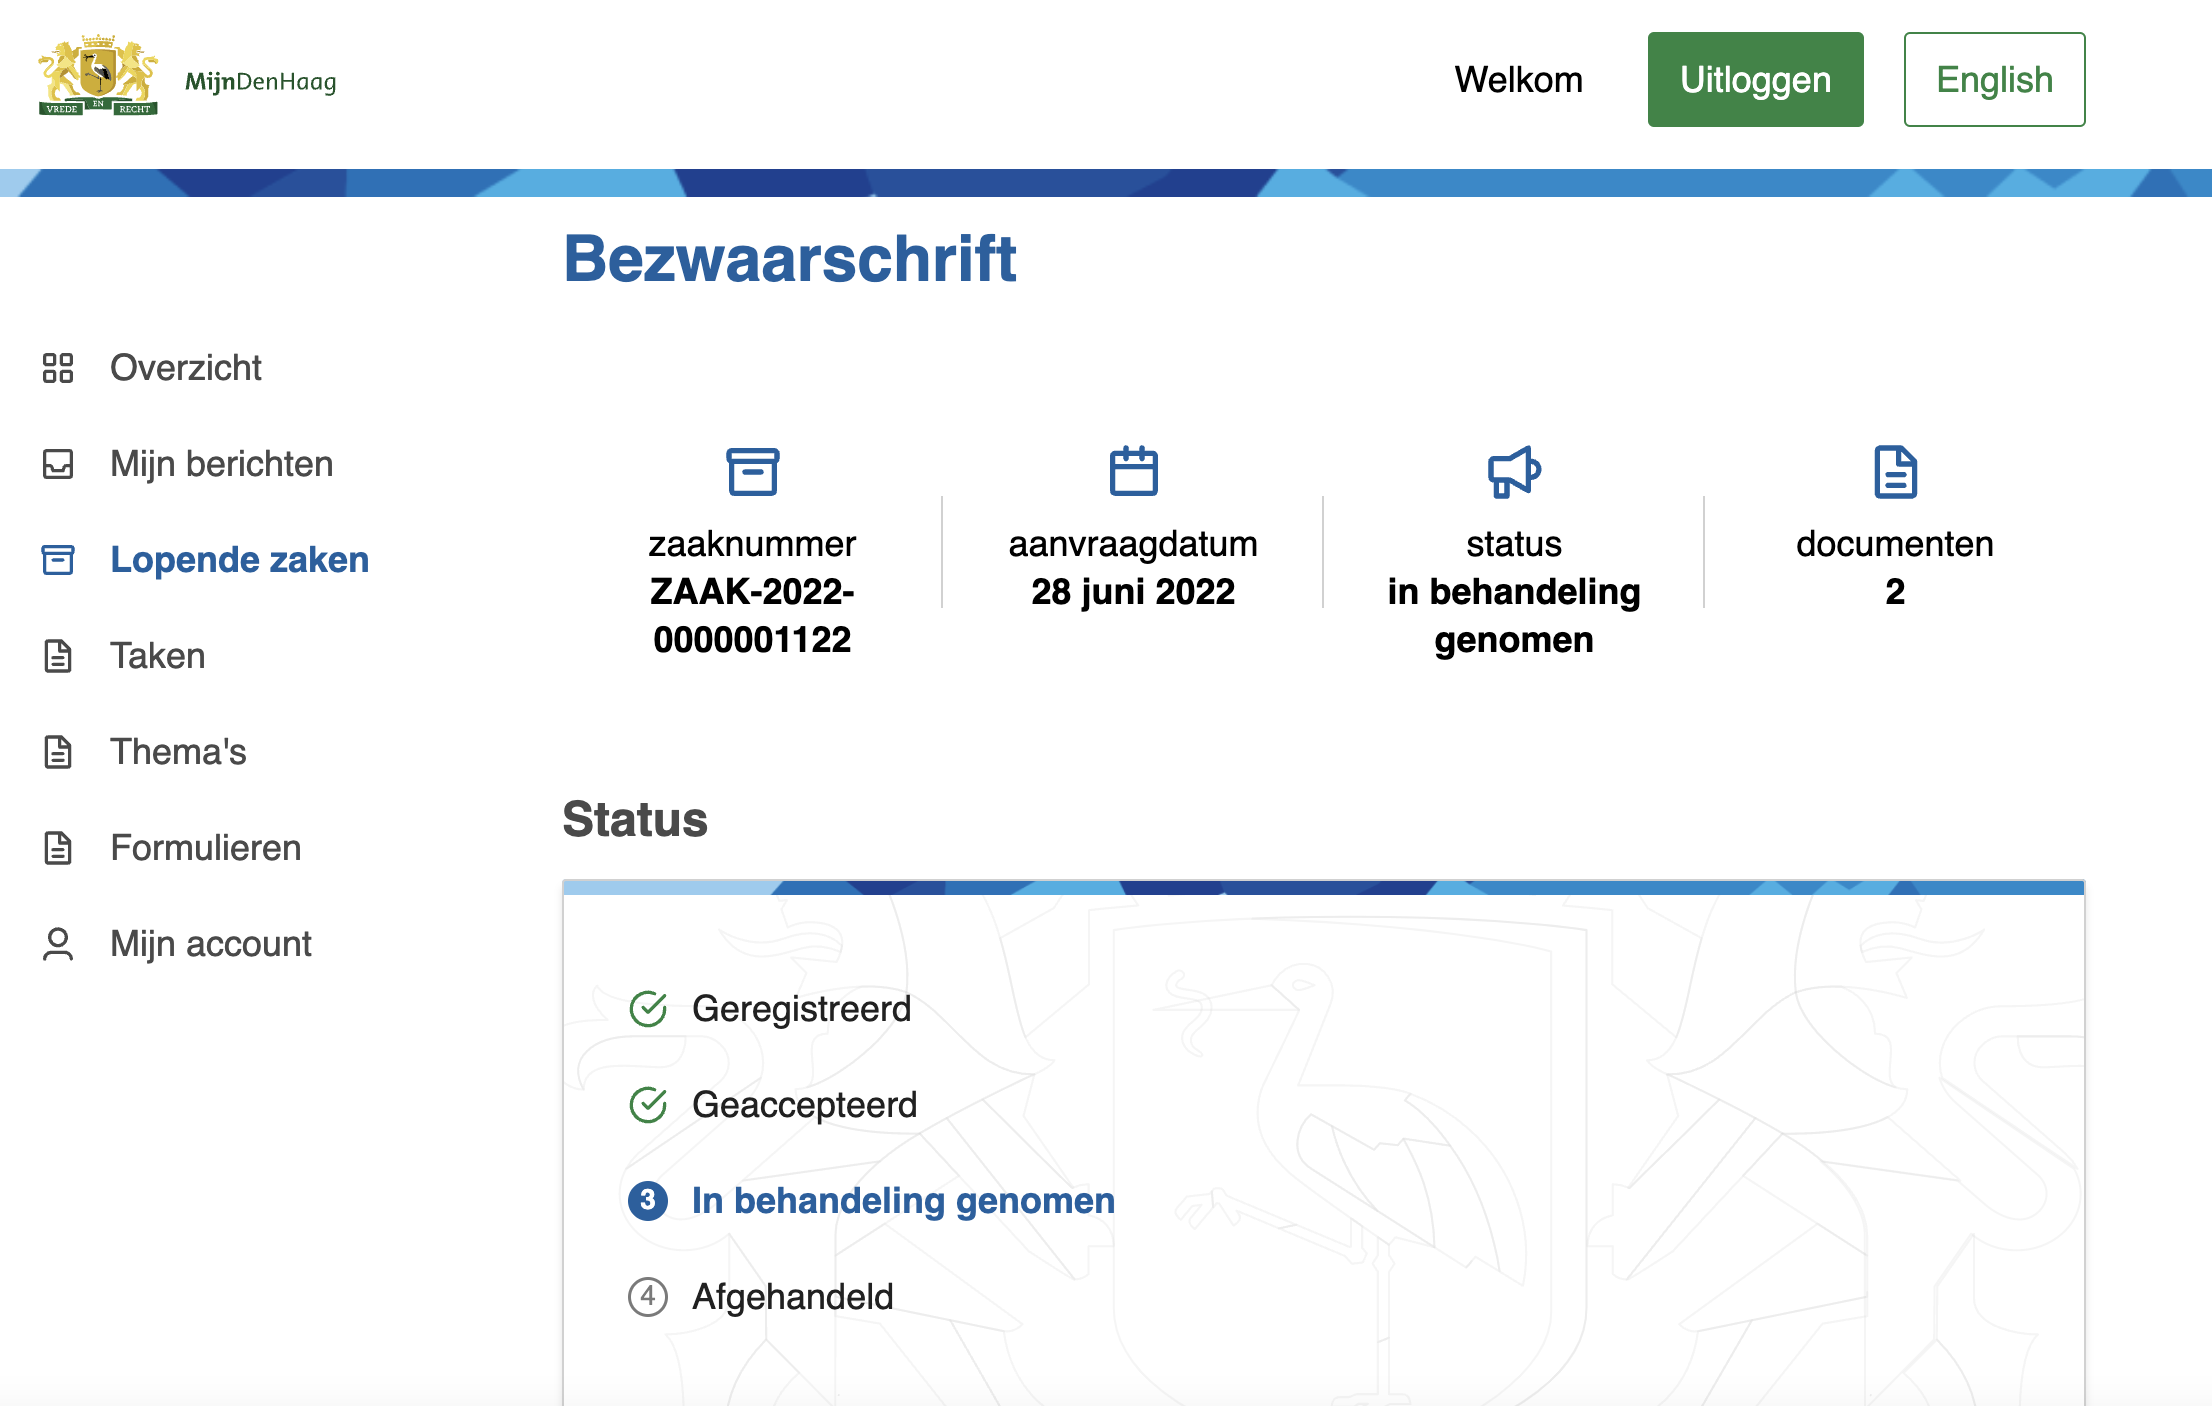 VREDE EN RECHT
MijnDenHaag
Welkom
Uitloggen
English
Bezwaarschrift
Overzicht
Mijn berichten
Lopende zaken
Taken
Thema's
Formulieren
Mijn account
zaaknummer
ZAAK-2022-
0000001122
aanvraagdatum
28 juni 2022
status
in behandeling
genomen
documenten
2
Status
Geregistreerd
Geaccepteerd
3 In behandeling genomen
4 Afgehandeld